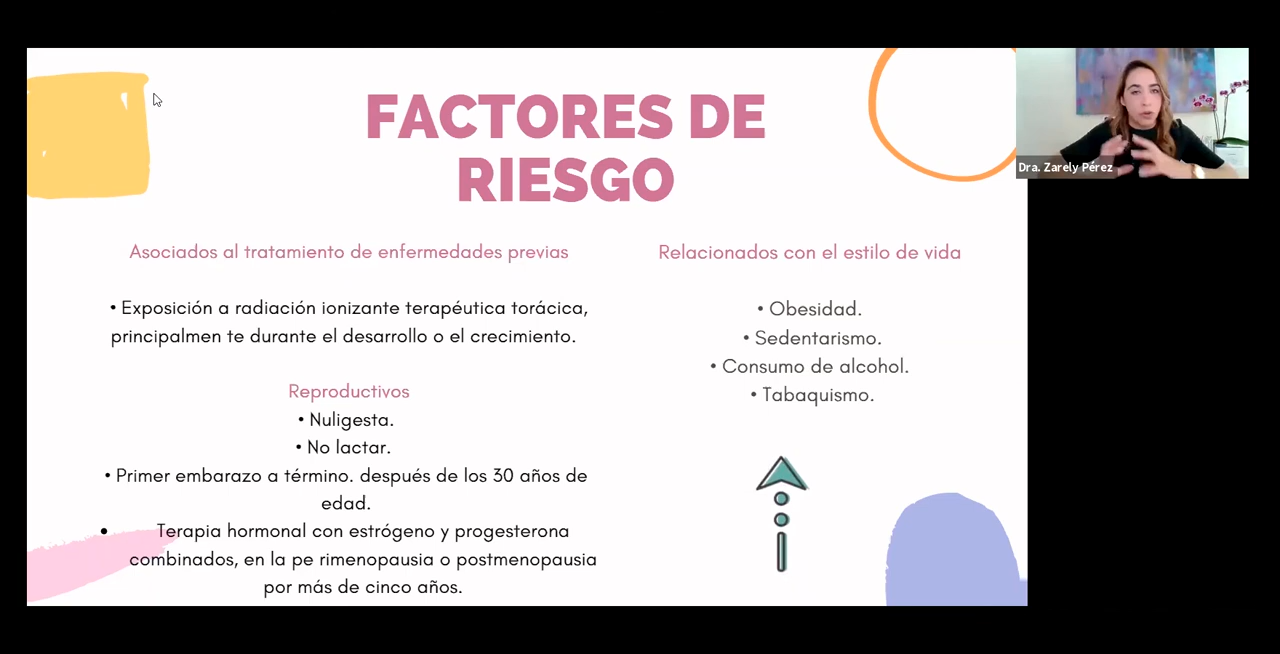 FACTORES DE
RIESGO
Asociados al tratamiento de enfermedades previas
• Exposición a radiación ionizante terapéutica torácica,
principalmen te durante el desarrollo o el crecimiento.
Reproductivos
• Nuligesta.
• No lactar.
• Primer embarazo a término. después de los 30 años de
edad.
• Terapia hormonal con estrógeno y progesterona
combinados, en la pe rimenopausia o postmenopausia
por más de cinco años.
Relacionados con el estilo de vida
• Obesidad.
• Sedentarismo.
• Consumo de alcohol.
• Tabaquismo.
Dra. Zarely Pérez